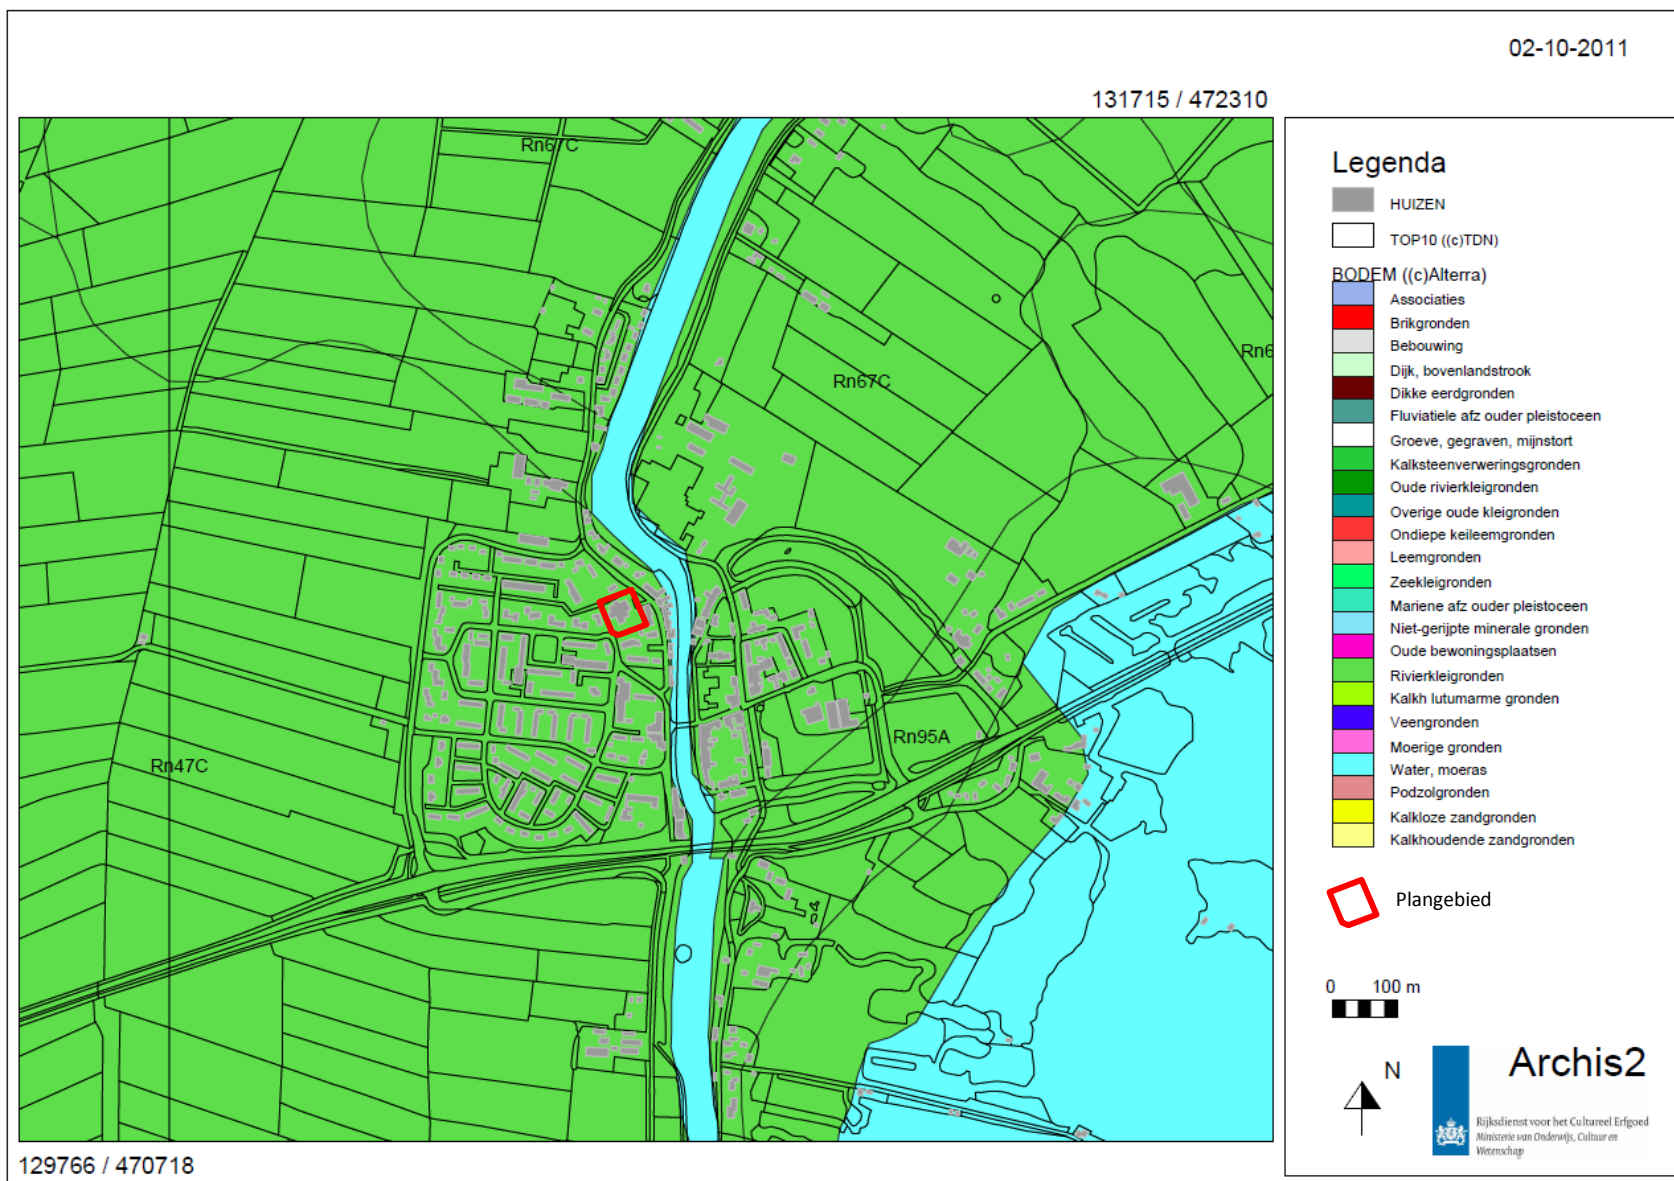 02-10-2011
131715 / 472310
Rn67C
Rn67C
Rn6
Rn47C
Rn95A
129766 / 470718
Legenda
HUIZEN
TOP10 ((c)TDN)
BODEM ((c)Alterra)
Associaties
Brikgronden
Bebouwing
Dijk, bovenlandstrook
Dikke eerdgronden
Fluviatiele afz ouder pleistoceen
Groeve, gegraven, mijnstort
Kalksteenverweringsgronden
Oude rivierkleigronden
Overige oude kleigronden
Ondiepe keileemgronden
Leemgronden
Zeekleigronden
Mariene afz ouder pleistoceen
Niet-gerijpte minerale gronden
Oude bewoningsplaatsen
Rivierkleigronden
Kalkh lutumarme gronden
Veengronden
Moerige gronden
Water, moeras
Podzolgronden
Kalkloze zandgronden
Kalkhoudende zandgronden
Plangebied
0 100 m
N
Archis2
Rijksdienst voor het Cultureel Erfgoed
Ministerie van Onderwijs, Cultuur en
Wetenschap